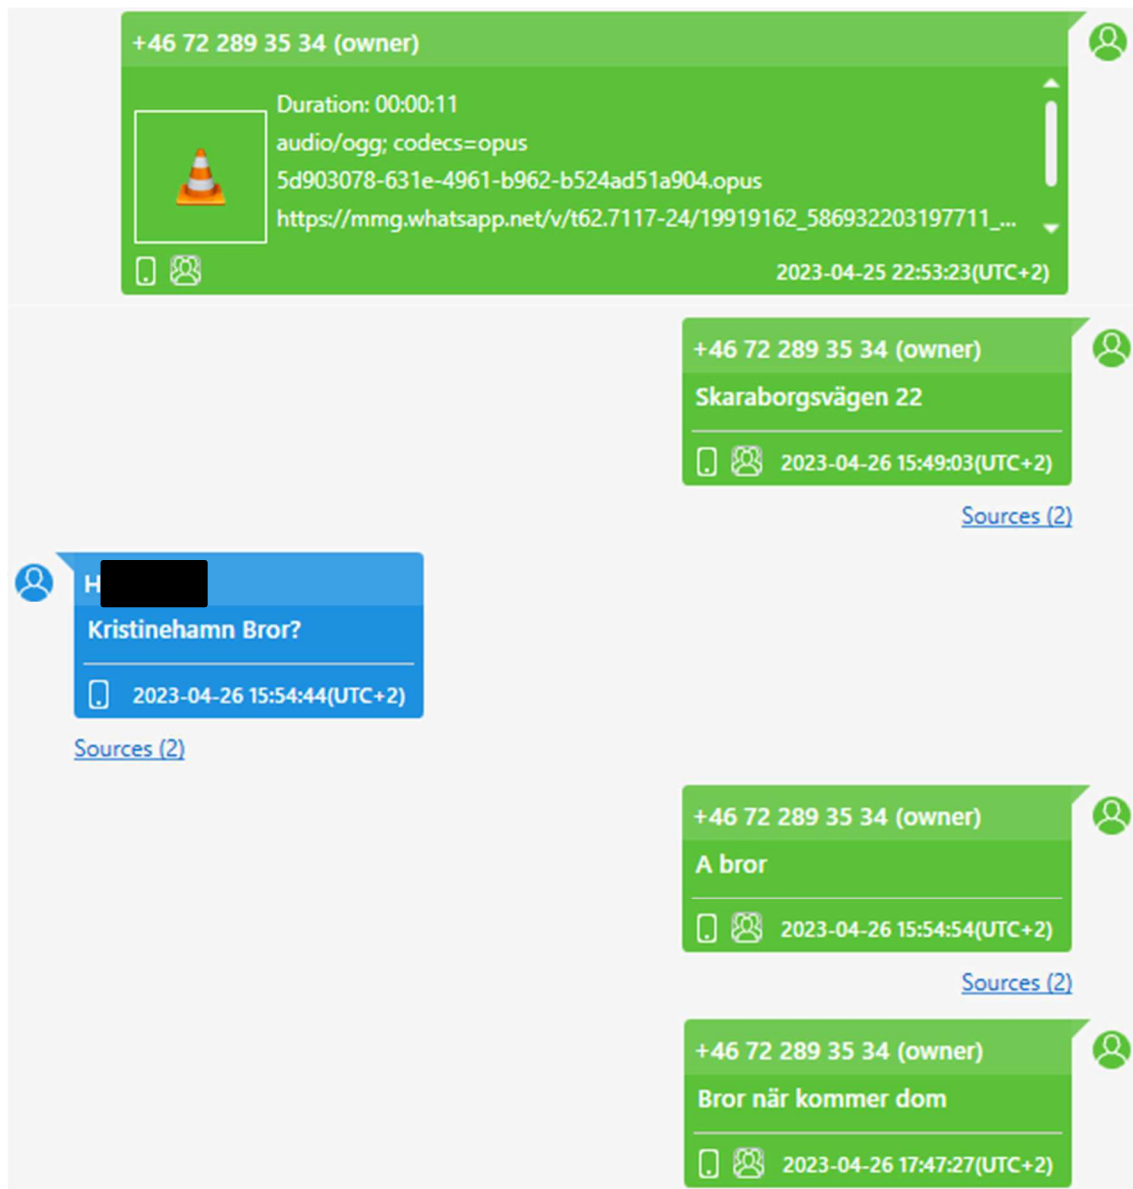 +46 72 289 35 34 (owner)
Duration: 00:00:11
audio/ogg; codecs=opus
5d903078-631e-4961-b962-b524ad51a904.opus
https://mmg.whatsapp.net/v/t62.7117-24/19919162_586932203197711_...
2023-04-25 22:53:23(UTC+2)
+46 72 289 35 34 (owner)
Skaraborgsvägen 22
2023-04-26 15:49:03(UTC+2)
Sources (2)
H
Kristinehamn Bror?
2023-04-26 15:54:44(UTC+2)
Sources (2)
+46 72 289 35 34 (owner)
A bror
2023-04-26 15:54:54(UTC+2)
Sources (2)
+46 72 289 35 34 (owner)
Bror när kommer dom
2023-04-26 17:47:27(UTC+2)